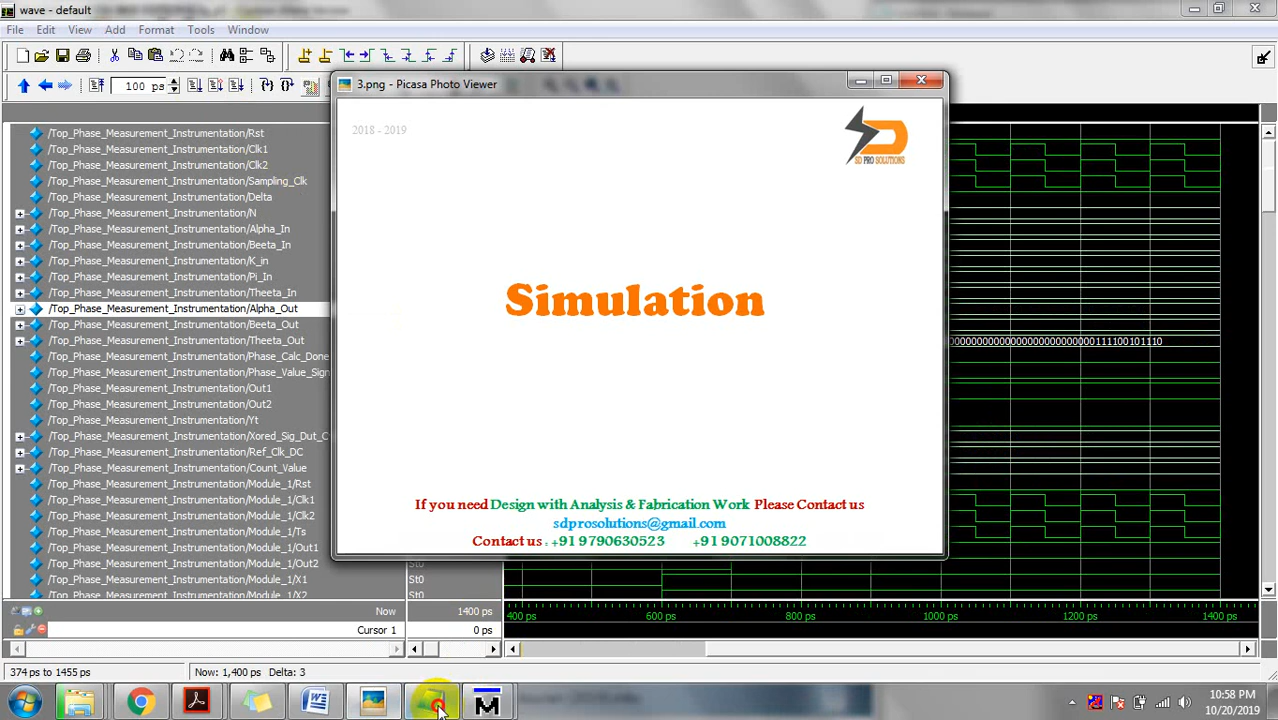 wave - default
File Edit View Add Format Tools Window
100 ps
3.png - Picasa Photo Viewer
2018 - 2019
SD PRO SOLUTIONS
Simulation
If you need Design with Analysis & Fabrication Work Please Contact us
sdprosolutions@gmail.com
Contact us : +91 9790630523 +91 9071008822
/Top_Phase_Measurement_Instrumentation/Rst
/Top_Phase_Measurement_Instrumentation/Clk1
/Top_Phase_Measurement_Instrumentation/Clk2
/Top_Phase_Measurement_Instrumentation/Sampling_Clk
/Top_Phase_Measurement_Instrumentation/Delta
/Top_Phase_Measurement_Instrumentation/N
/Top_Phase_Measurement_Instrumentation/Alpha_In
/Top_Phase_Measurement_Instrumentation/Beeta_In
/Top_Phase_Measurement_Instrumentation/K_in
/Top_Phase_Measurement_Instrumentation/Pi_In
/Top_Phase_Measurement_Instrumentation/Theeta_In
/Top_Phase_Measurement_Instrumentation/Alpha_Out
/Top_Phase_Measurement_Instrumentation/Beeta_Out
/Top_Phase_Measurement_Instrumentation/Theeta_Out
/Top_Phase_Measurement_Instrumentation/Phase_Calc_Done
/Top_Phase_Measurement_Instrumentation/Phase_Value_Sign
/Top_Phase_Measurement_Instrumentation/Out1
/Top_Phase_Measurement_Instrumentation/Out2
/Top_Phase_Measurement_Instrumentation/Yt
/Top_Phase_Measurement_Instrumentation/Xored_Sig_Dut_C
/Top_Phase_Measurement_Instrumentation/Ref_Clk_DC
/Top_Phase_Measurement_Instrumentation/Count_Value
/Top_Phase_Measurement_Instrumentation/Module_1/Rst
/Top_Phase_Measurement_Instrumentation/Module_1/Clk1
/Top_Phase_Measurement_Instrumentation/Module_1/Clk2
/Top_Phase_Measurement_Instrumentation/Module_1/Ts
/Top_Phase_Measurement_Instrumentation/Module_1/Out1
/Top_Phase_Measurement_Instrumentation/Module_1/Out2
/Top_Phase_Measurement_Instrumentation/Module_1/X1 St0
/Top_Phase_Measurement_Instrumentation/Module_1/X2 St0
Now 1400 ps 400 ps 600 ps 800 ps 1000 ps 1200 ps 1400 ps
Cursor 1 0 ps
374 ps to 1455 ps Now: 1,400 ps Delta: 3
10:58 PM
10/20/2019